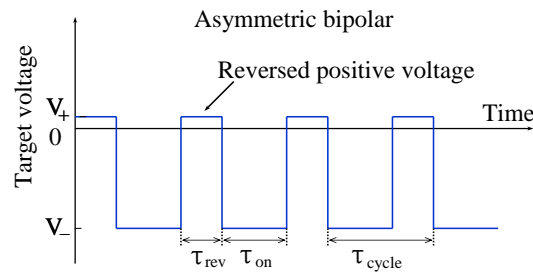 Asymmetric bipolar
Reversed positive voltage
Target voltage
V+
0
V−
Time
τrev
τon
τcycle